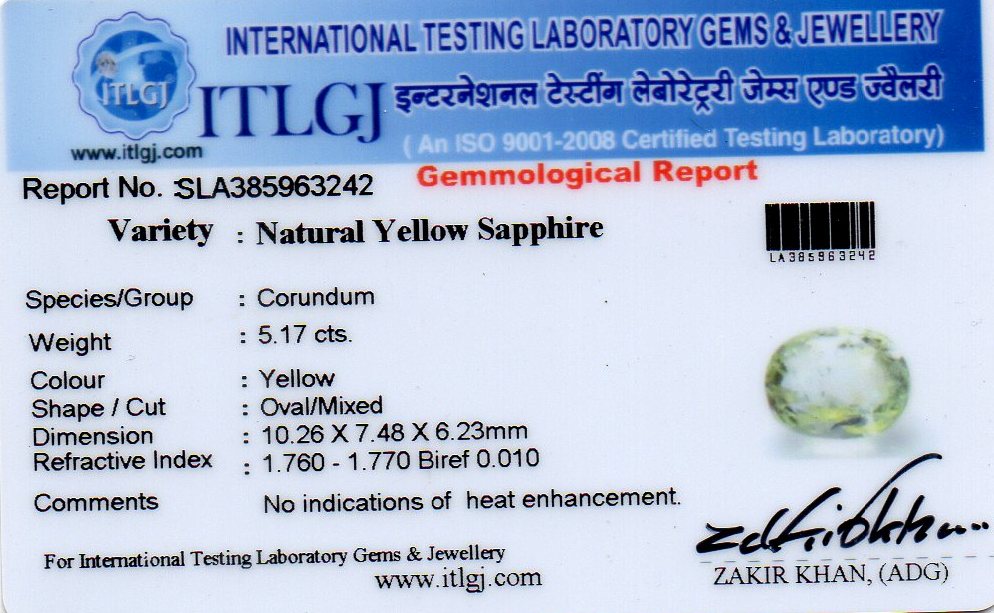 INTERNATIONAL TESTING LABORATORY GEMS & JEWELLERY
ITLGJ
ITLGJ
इन्टरनेशनल टेस्टींग लेबोरेट्ररी जेम्स एण्ड ज्वैलरी
(An ISO 9001-2008 Certified Testing Laboratory)
www.itlgj.com
Gemmological Report
Report No. :SLA385963242
Variety : Natural Yellow Sapphire
LA385963242
Species/Group : Corundum
Weight : 5.17 cts.
Colour : Yellow
Shape / Cut : Oval/Mixed
Dimension : 10.26 X 7.48 X 6.23mm
Refractive Index : 1.760 - 1.770 Biref 0.010
Comments No indications of heat enhancement.
zakirkhan..
For International Testing Laboratory Gems & Jewellery
www.itlgj.com
ZAKIR KHAN, (ADG)